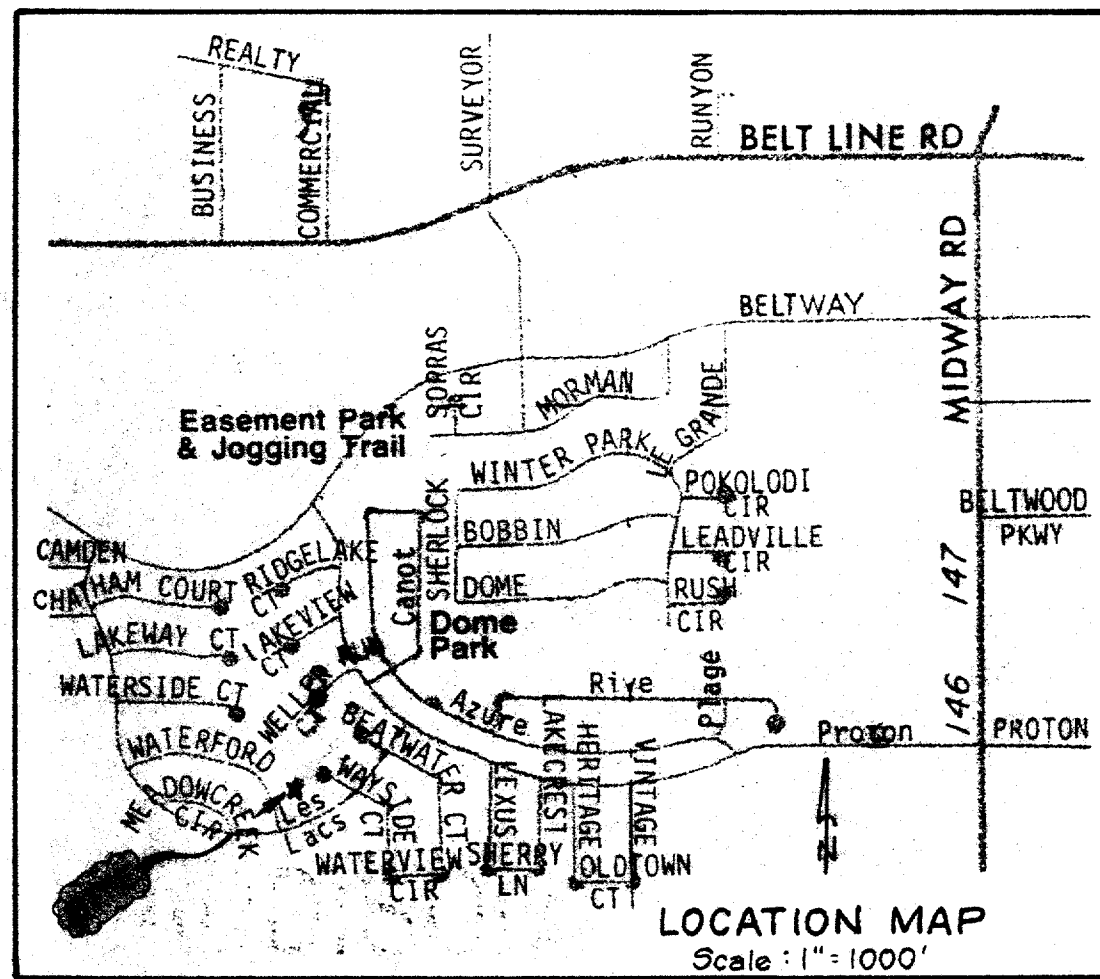 REALTY
BUSINESS
COMMERCIAL
SURVEYOR
RUNYON
BELT LINE RD
MIDWAY RD
BELTWAY
SORRAS
CIR
MORMAN
LE GRANDE
Easement Park
& Jogging Trail
WINTER PARK
POKOLODI
CIR
SHERLOCK
BOBBIN
LEADVILLE
CIR
BELTWOOD
PKWY
DOME
RUSH
CIR
147
146
CAMDEN
CHATHAM COURT
RIDGELAKE
CT
Canot
LAKEWAY CT
LAKEVIEW
CT
Dome
Park
RUN
WATERSIDE CT
WELLER
CT
Azure
Rive
Plage
Proton
PROTON
WATERFORD
BEATWATER CT
LAKECREST
HERITAGE
VINTAGE
MEADOWCREEK
CIR
WAYSIDE
CT
Les
Lacs
LEXUS
WATERVIEW
CIR
SHERRY
LN
OLDTOWN
CT
LOCATION MAP
Scale : 1" = 1000'